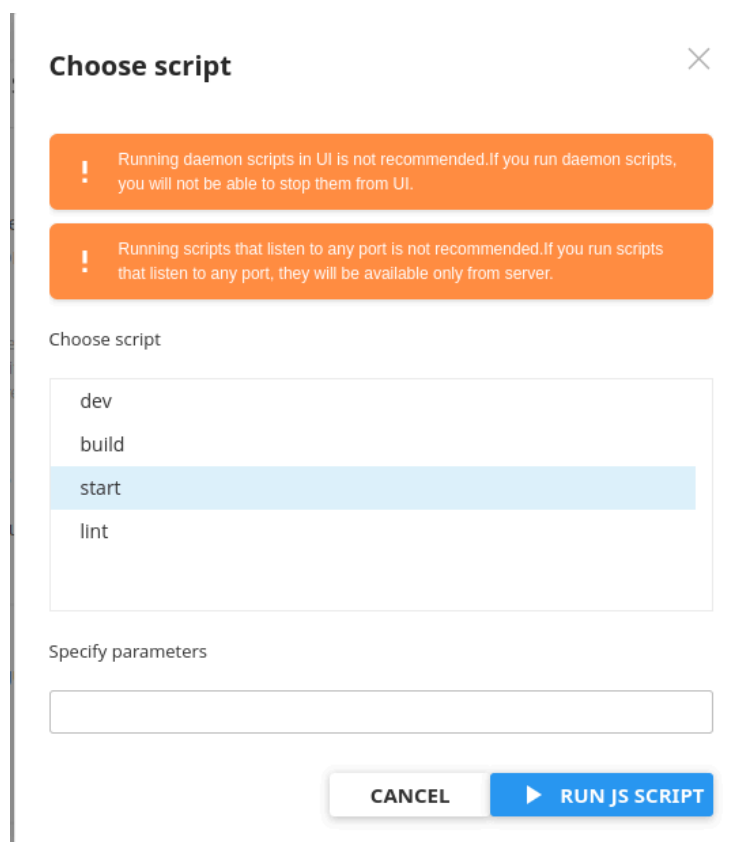 Choose script
Running daemon scripts in UI is not recommended.If you run daemon scripts,
you will not be able to stop them from UI.
Running scripts that listen to any port is not recommended.If you run scripts
that listen to any port, they will be available only from server.
Choose script
dev
build
start
lint
Specify parameters
CANCEL
RUN JS SCRIPT